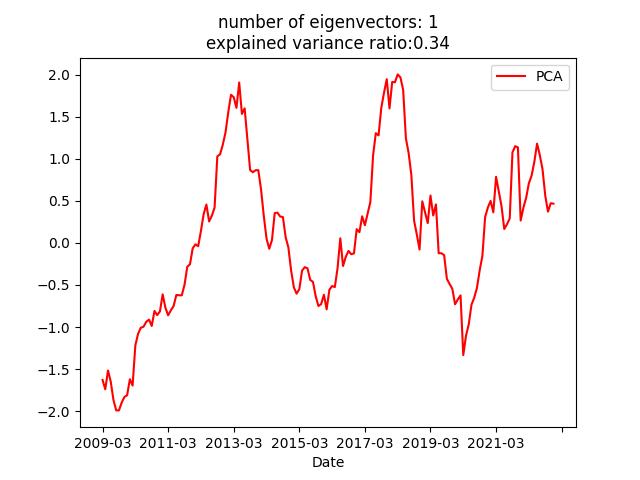 number of eigenvectors: 1
explained variance ratio:0.34
PCA
2.0
1.5
1.0
0.5
0.0
−0.5
−1.0
−1.5
−2.0
2009-03 2011-03 2013-03 2015-03 2017-03 2019-03 2021-03
Date